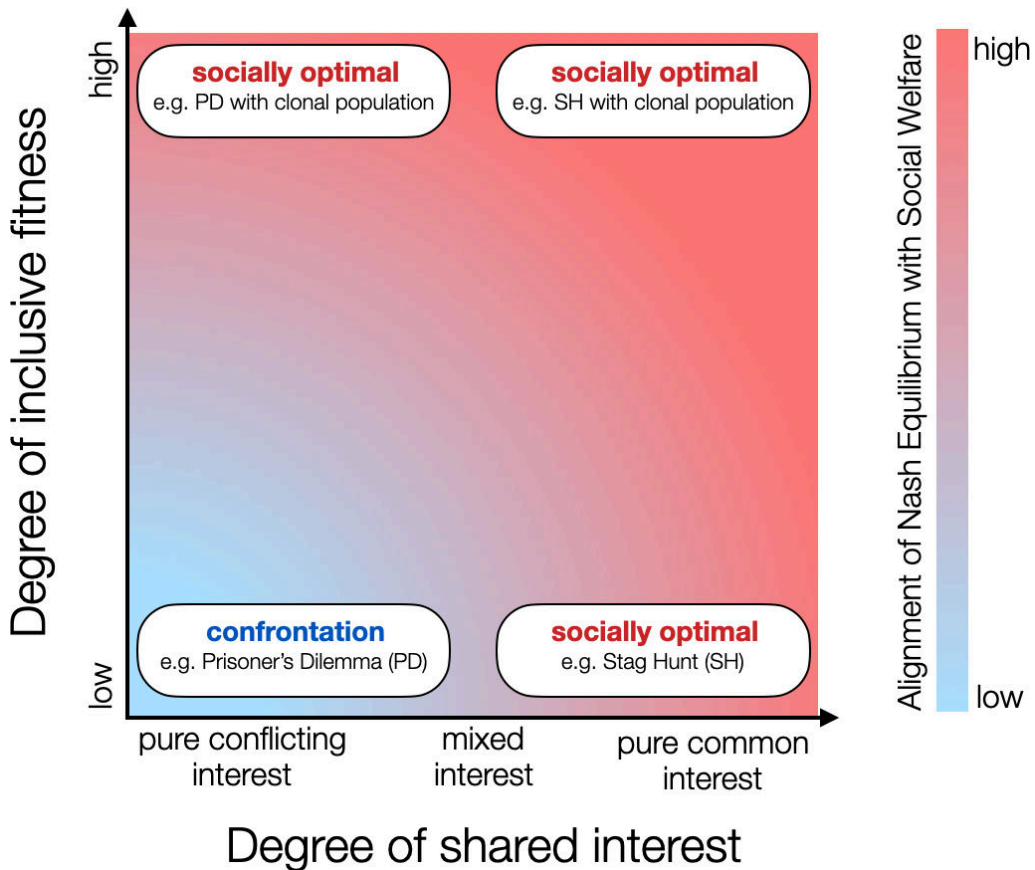 Degree of inclusive fitness
high
low
socially optimal
e.g. PD with clonal population
socially optimal
e.g. SH with clonal population
confrontation
e.g. Prisoner's Dilemma (PD)
socially optimal
e.g. Stag Hunt (SH)
pure conflicting
interest
mixed
interest
pure common
interest
Degree of shared interest
Alignment of Nash Equilibrium with Social Welfare
high
low